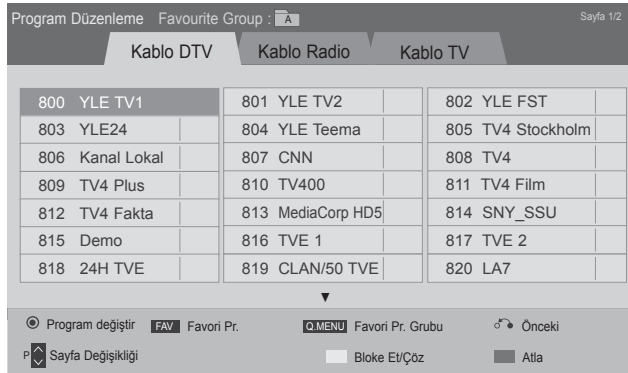 Program Düzenleme Favourite Group : A Sayfa 1/2
Kablo DTV Kablo Radio Kablo TV
800 YLE TV1 801 YLE TV2 802 YLE FST
803 YLE24 804 YLE Teema 805 TV4 Stockholm
806 Kanal Lokal 807 CNN 808 TV4
809 TV4 Plus 810 TV400 811 TV4 Film
812 TV4 Fakta 813 MediaCorp HD5 814 SNY_SSU
815 Demo 816 TVE 1 817 TVE 2
818 24H TVE 819 CLAN/50 TVE 820 LA7
Program değiştir FAV Favori Pr. Q.MENU Favori Pr. Grubu Önceki
P Sayfa Değişikliği Bloke Et/Çöz Atla